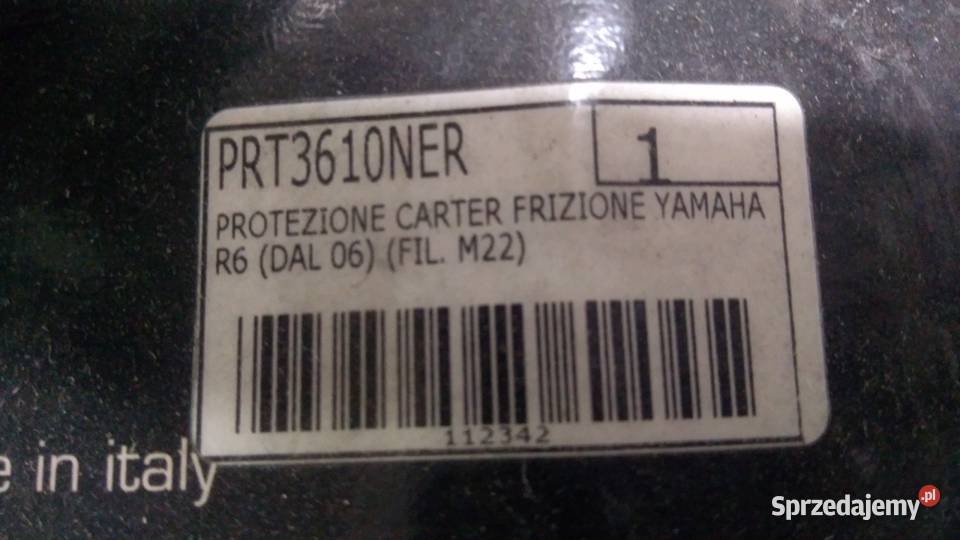 PRT3610NER
1
PROTEZIONE CARTER FRIZIONE YAMAHA
R6 (DAL 06) (FIL. M22)
112342
e in italy
Sprzedajemy.pl